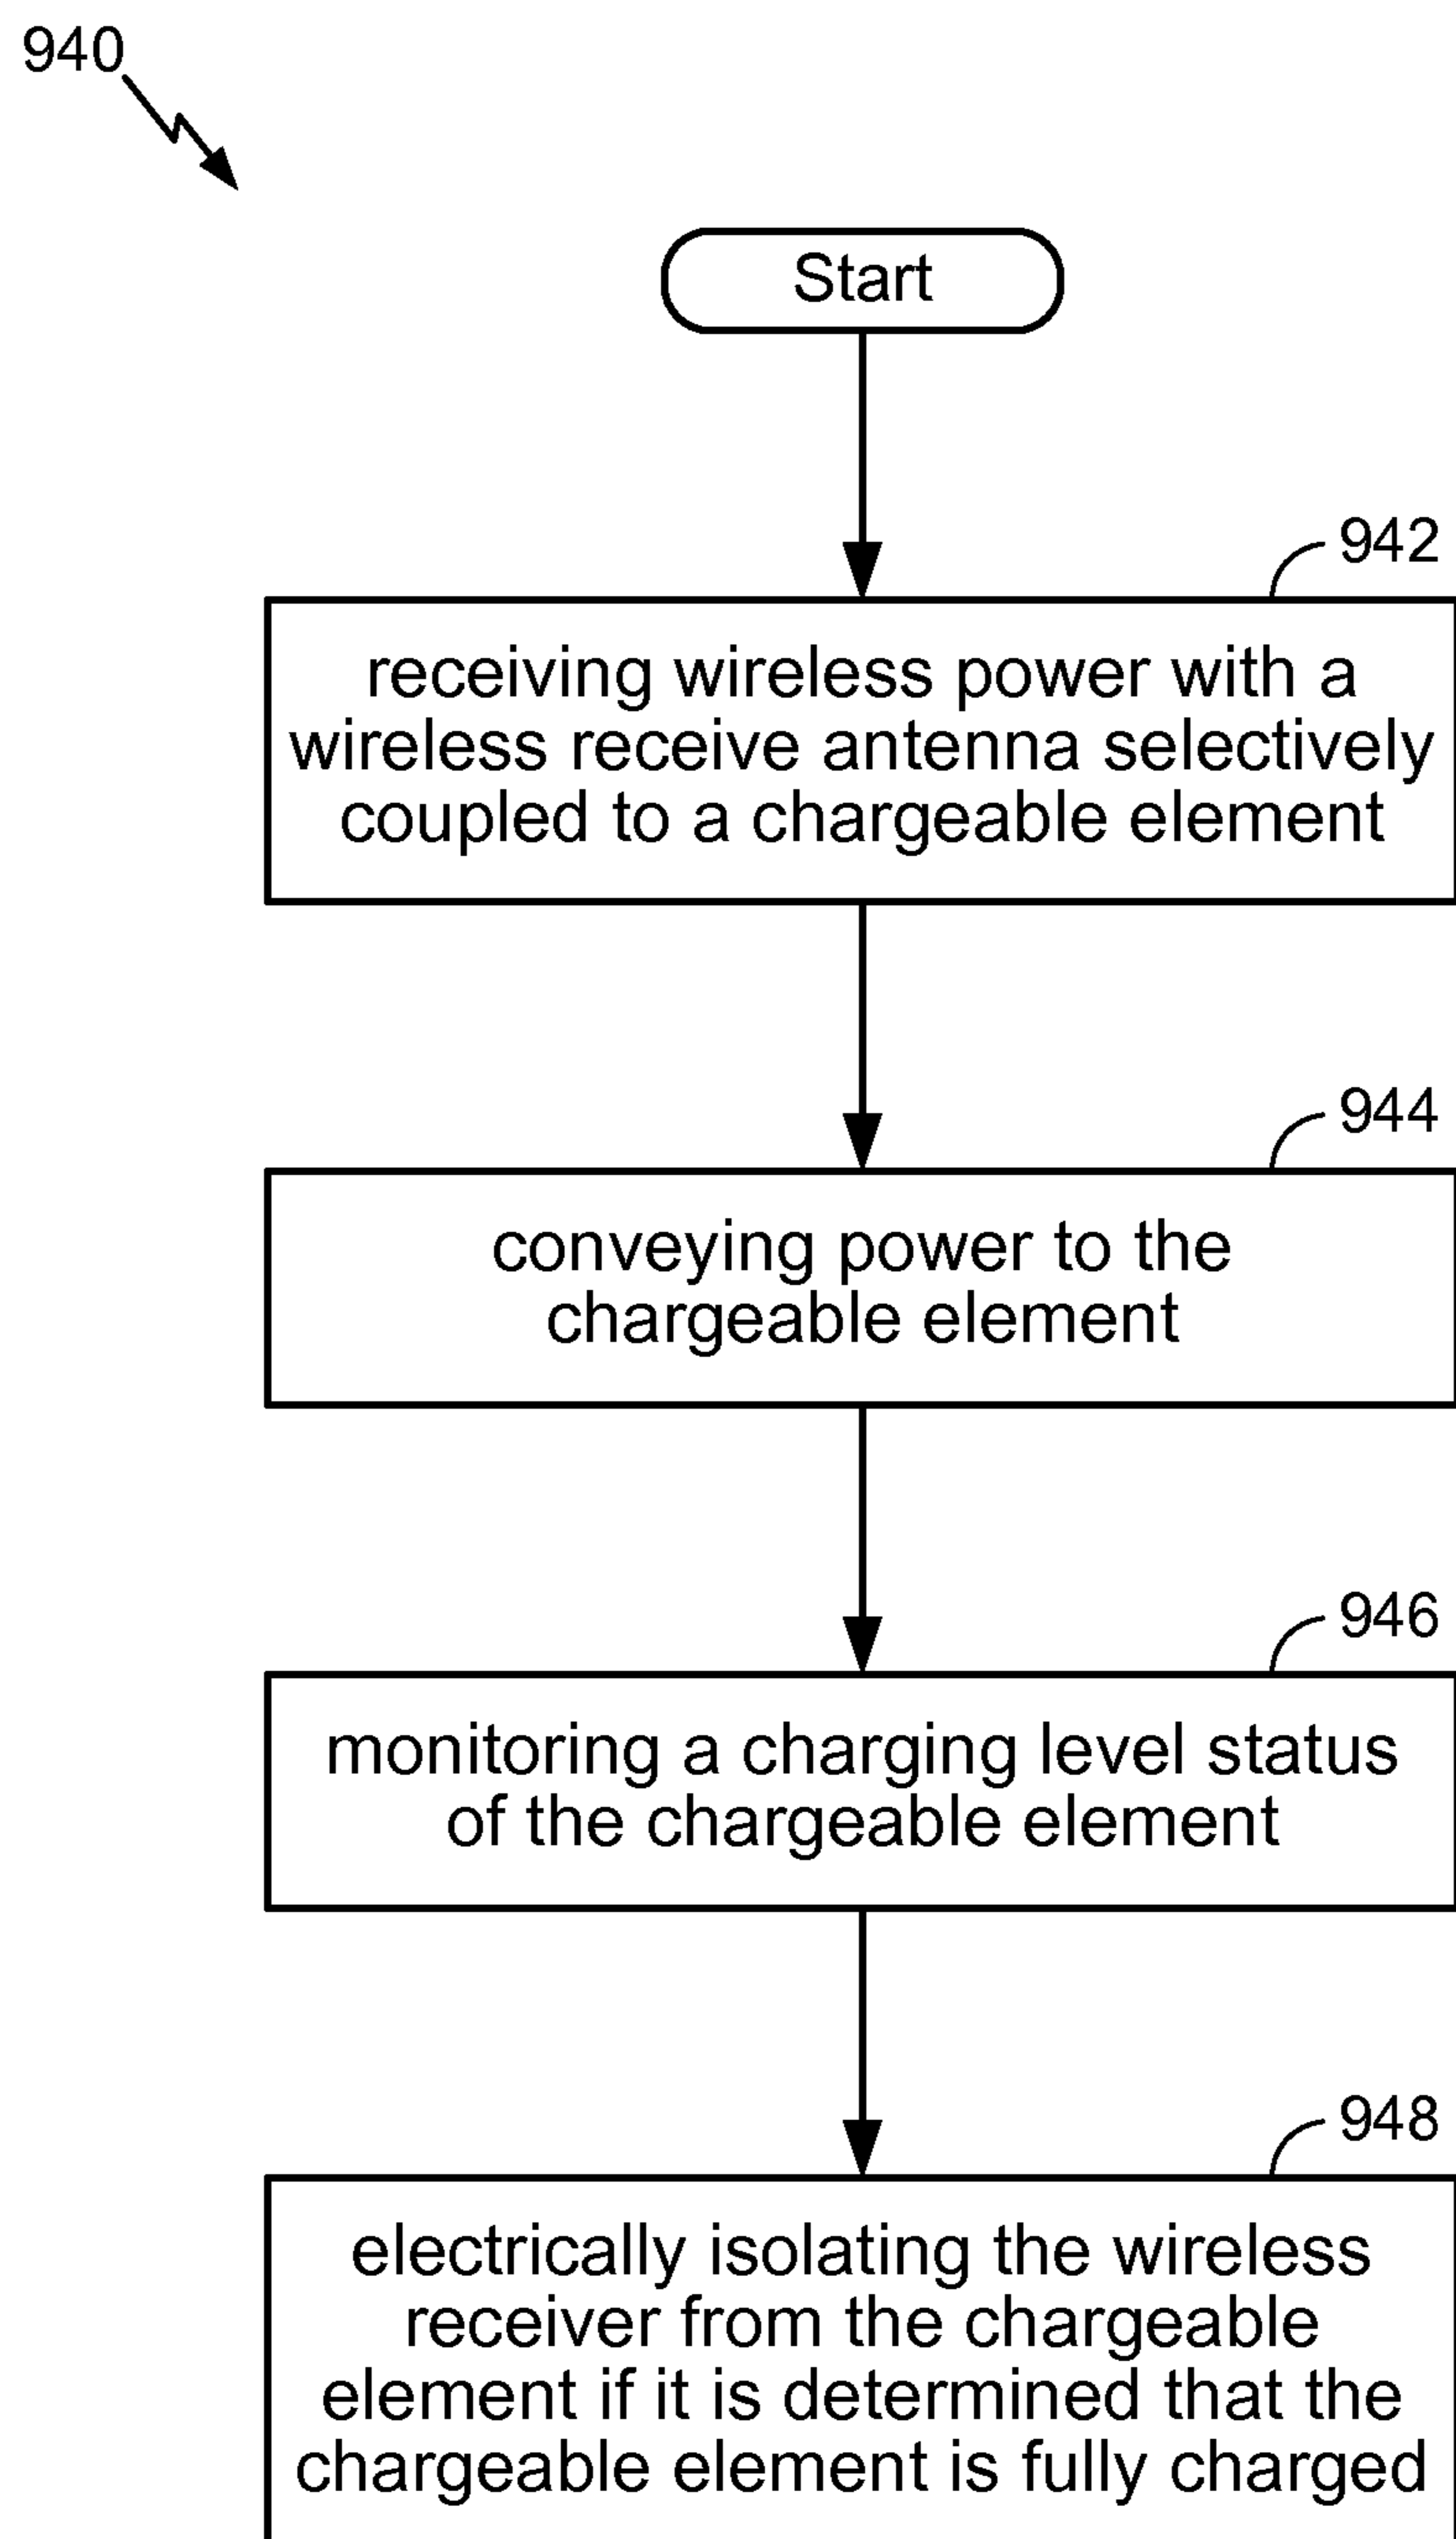 940
Start
942
receiving wireless power with a
wireless receive antenna selectively
coupled to a chargeable element
944
conveying power to the
chargeable element
946
monitoring a charging level status
of the chargeable element
948
electrically isolating the wireless
receiver from the chargeable
element if it is determined that the
chargeable element is fully charged